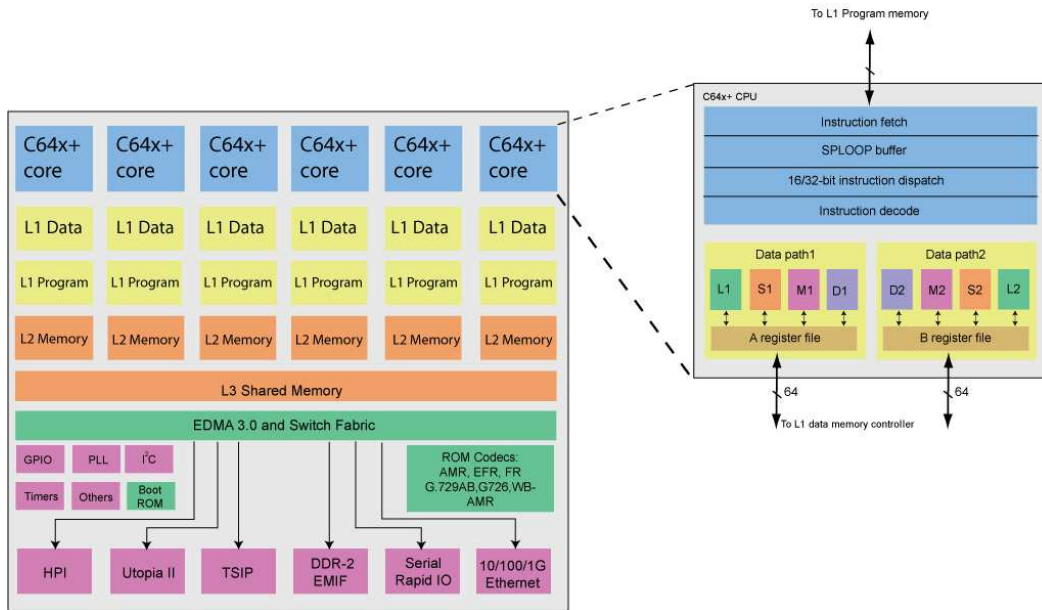 To L1 Program memory
C64x+ CPU
Instruction fetch
SPLOOP buffer
16/32-bit instruction dispatch
Instruction decode
Data path1
Data path2
L1
S1
M1
D1
D2
M2
S2
L2
A register file
B register file
64
64
To L1 data memory controller
C64x+
core
C64x+
core
C64x+
core
C64x+
core
C64x+
core
C64x+
core
L1 Data
L1 Data
L1 Data
L1 Data
L1 Data
L1 Data
L1 Program
L1 Program
L1 Program
L1 Program
L1 Program
L1 Program
L2 Memory
L2 Memory
L2 Memory
L2 Memory
L2 Memory
L2 Memory
L3 Shared Memory
EDMA 3.0 and Switch Fabric
GPIO
PLL
I²C
Timers
Others
Boot
ROM
ROM Codecs:
AMR, EFR, FR
G.729AB,G726,WB-
AMR
HPI
Utopia II
TSIP
DDR-2
EMIF
Serial
Rapid IO
10/100/1G
Ethernet